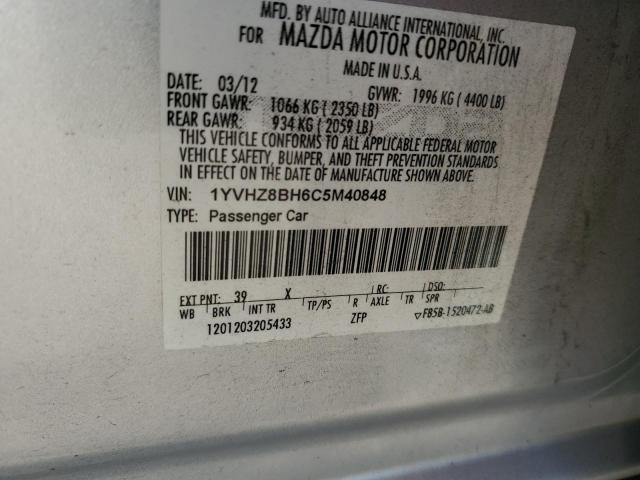 MFD. BY AUTO ALLIANCE INTERNATIONAL, INC.
FOR MAZDA MOTOR CORPORATION
MADE IN U.S.A.
DATE: 03/12 GVWR: 1996 KG ( 4400 LB)
FRONT GAWR: 1066 KG ( 2350 LB)
REAR GAWR: 934 KG ( 2059 LB)
THIS VEHICLE CONFORMS TO ALL APPLICABLE FEDERAL MOTOR
VEHICLE SAFETY, BUMPER, AND THEFT PREVENTION STANDARDS
IN EFFECT ON THE DATE OF MANUFACTURE SHOWN ABOVE.
VIN: 1YVHZ8BH6C5M40848
TYPE: Passenger Car
EXT PNT: 39 X RC: DSO:
WB BRK INT TR TP/PS R AXLE TR SPR
1201203205433 ZFP ▽F85B-1520472-AB